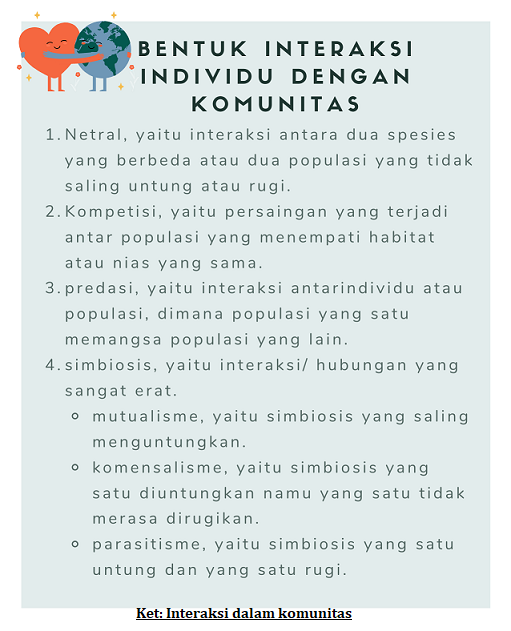 BENTUK INTERAKSI
INDIVIDU DENGAN
KOMUNITAS
1. Netral, yaitu interaksi antara dua spesies
yang berbeda atau dua populasi yang tidak
saling untung atau rugi.
2. Kompetisi, yaitu persaingan yang terjadi
antar populasi yang menempati habitat
atau nias yang sama.
3. predasi, yaitu interaksi antarindividu atau
populasi, dimana populasi yang satu
memangsa populasi yang lain.
4. simbiosis, yaitu interaksi/ hubungan yang
sangat erat.
mutualisme, yaitu simbiosis yang saling
menguntungkan.
komensalisme, yaitu simbiosis yang
satu diuntungkan namu yang satu tidak
merasa dirugikan.
parasitisme, yaitu simbiosis yang satu
untung dan yang satu rugi.
Ket: Interaksi dalam komunitas